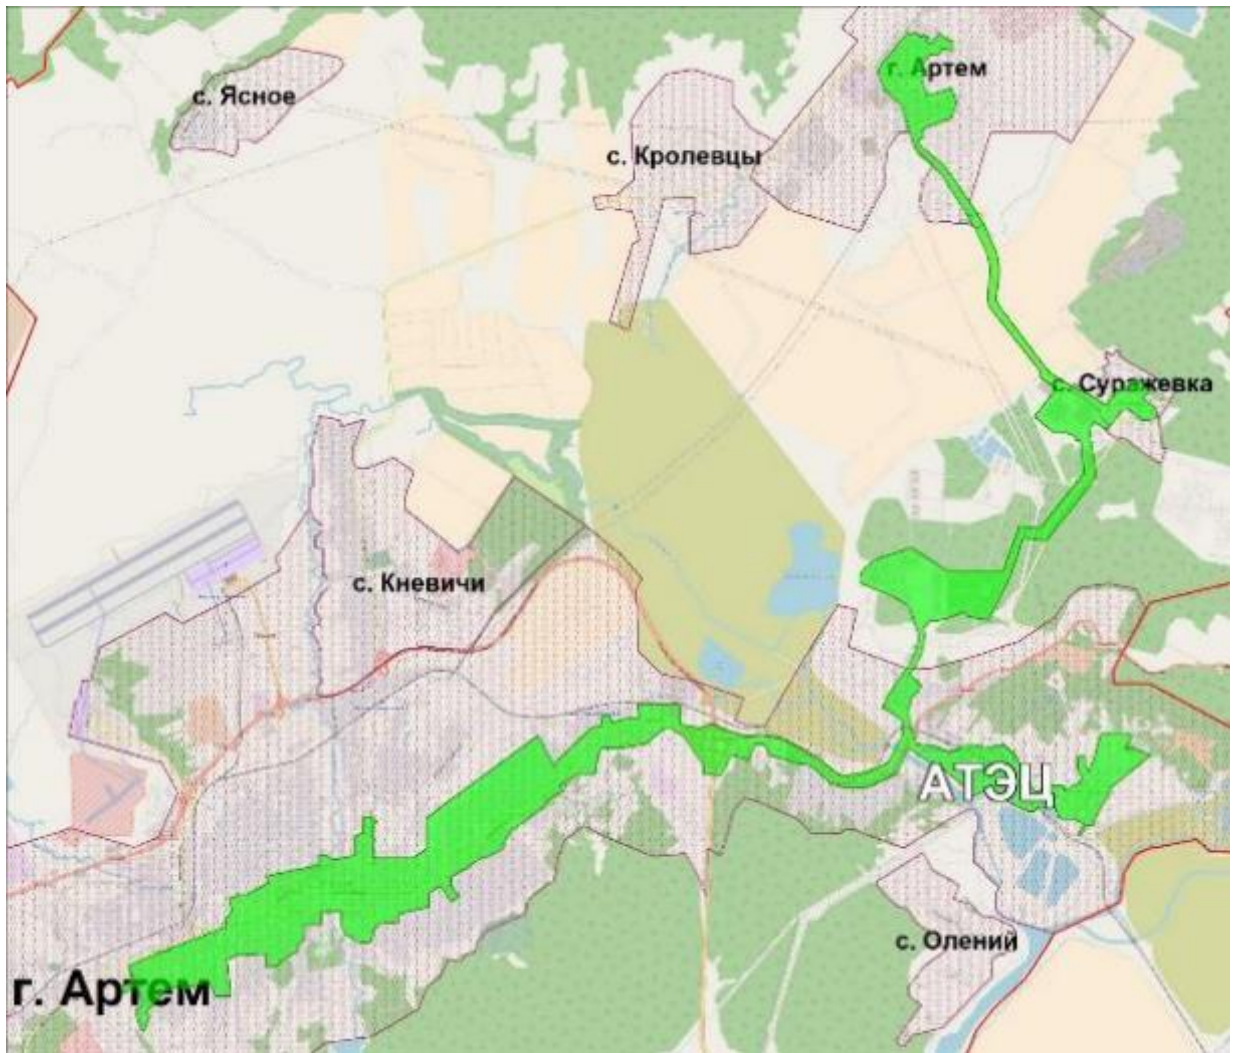 г. Артем
с. Ясное
с. Кролевцы
с. Суражевка
с. Кневичи
АТЭЦ
с. Олений
г. Артем